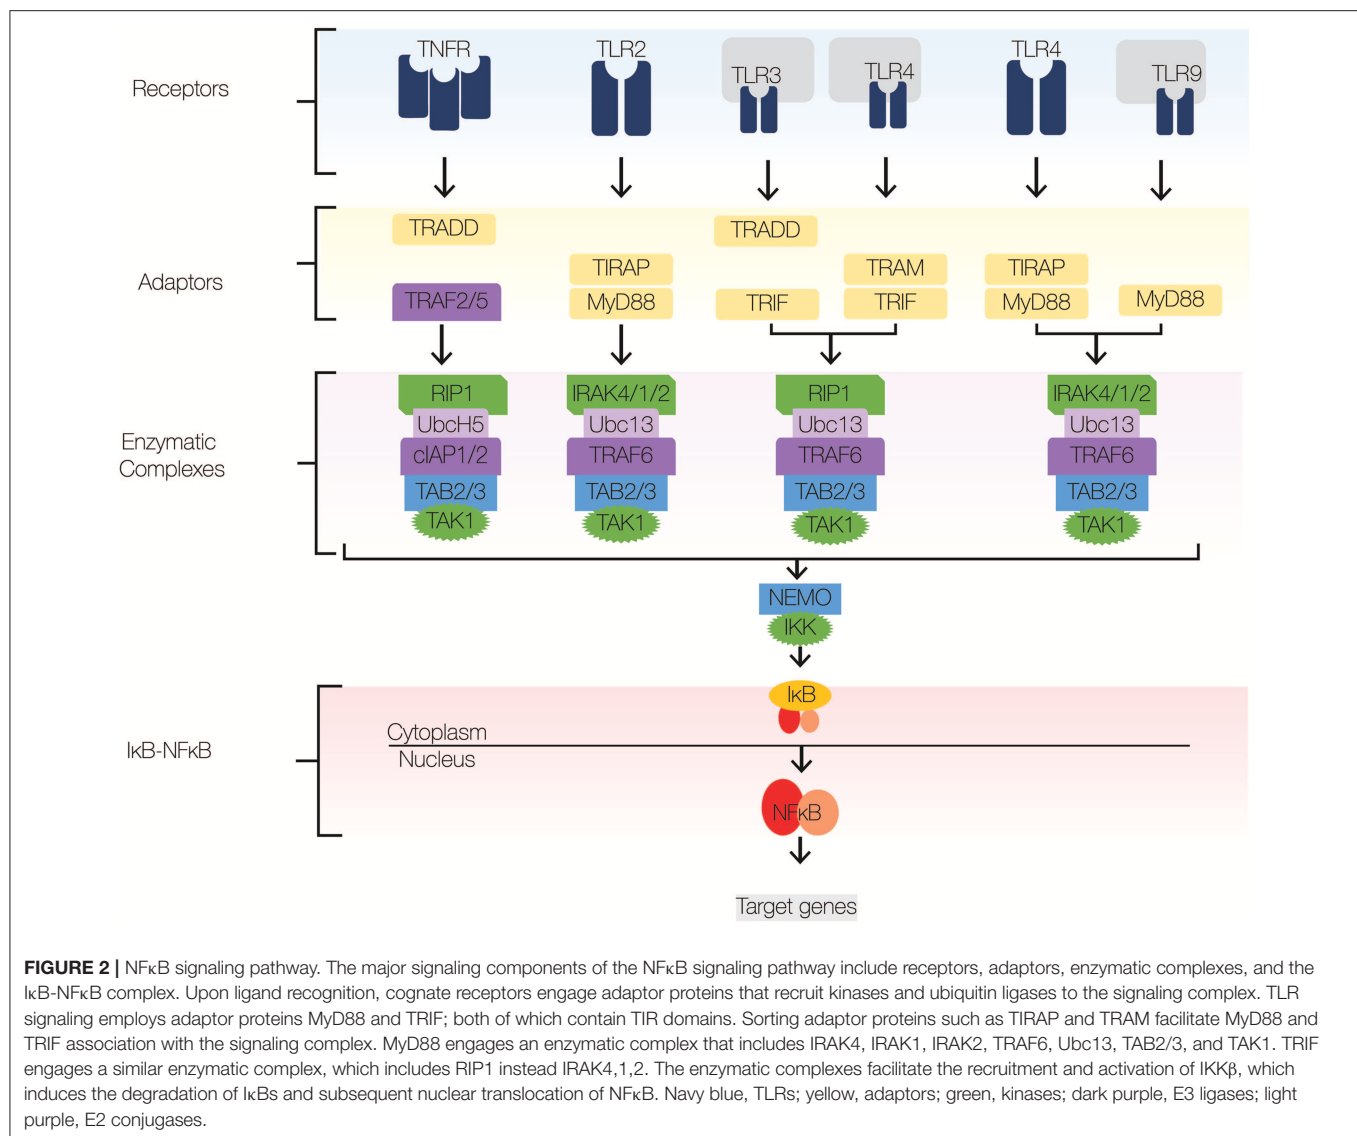 TNFR TLR2 TLR3 TLR4 TLR4 TLR9
Receptors
TRADD TRADD
TIRAP TRAM TIRAP
Adaptors
TRAF2/5 MyD88 TRIF TRIF MyD88 MyD88
RIP1 IRAK4/1/2 RIP1 IRAK4/1/2
UbcH5 Ubc13 Ubc13 Ubc13
Enzymatic
Complexes
cIAP1/2 TRAF6 TRAF6 TRAF6
TAB2/3 TAB2/3 TAB2/3 TAB2/3
TAK1 TAK1 TAK1 TAK1
NEMO
IKK
IκB
Cytoplasm
IκB-NFκB
Nucleus
NFκB
Target genes
FIGURE 2 | NFκB signaling pathway. The major signaling components of the NFκB signaling pathway include receptors, adaptors, enzymatic complexes, and the
IκB-NFκB complex. Upon ligand recognition, cognate receptors engage adaptor proteins that recruit kinases and ubiquitin ligases to the signaling complex. TLR
signaling employs adaptor proteins MyD88 and TRIF; both of which contain TIR domains. Sorting adaptor proteins such as TIRAP and TRAM facilitate MyD88 and
TRIF association with the signaling complex. MyD88 engages an enzymatic complex that includes IRAK4, IRAK1, IRAK2, TRAF6, Ubc13, TAB2/3, and TAK1. TRIF
engages a similar enzymatic complex, which includes RIP1 instead IRAK4,1,2. The enzymatic complexes facilitate the recruitment and activation of IKKβ, which
induces the degradation of IκBs and subsequent nuclear translocation of NFκB. Navy blue, TLRs; yellow, adaptors; green, kinases; dark purple, E3 ligases; light
purple, E2 conjugases.